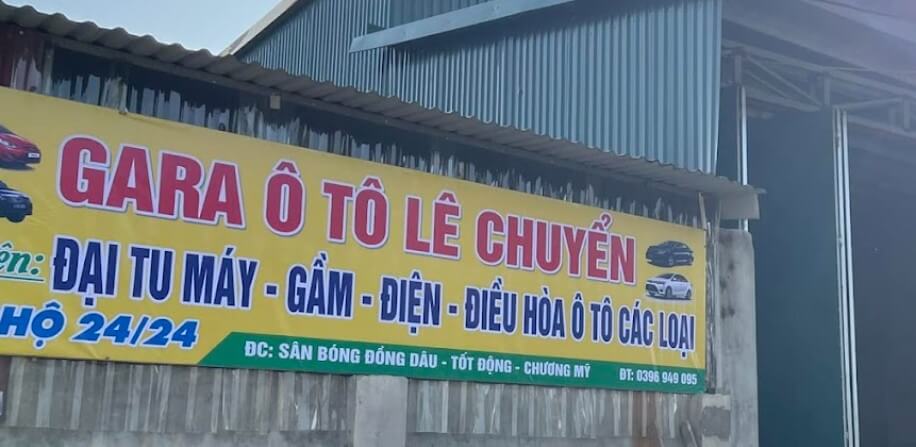 GARA Ô TÔ LÊ CHUYỂN
ĐẠI TU MÁY - GẦM - ĐIỆN - ĐIỀU HÒA Ô TÔ CÁC LOẠI
HỘ 24/24
ĐC: SÂN BÓNG ĐỒNG DÂU - TỐT ĐỘNG - CHƯƠNG MỸ ĐT: 0396 949 095